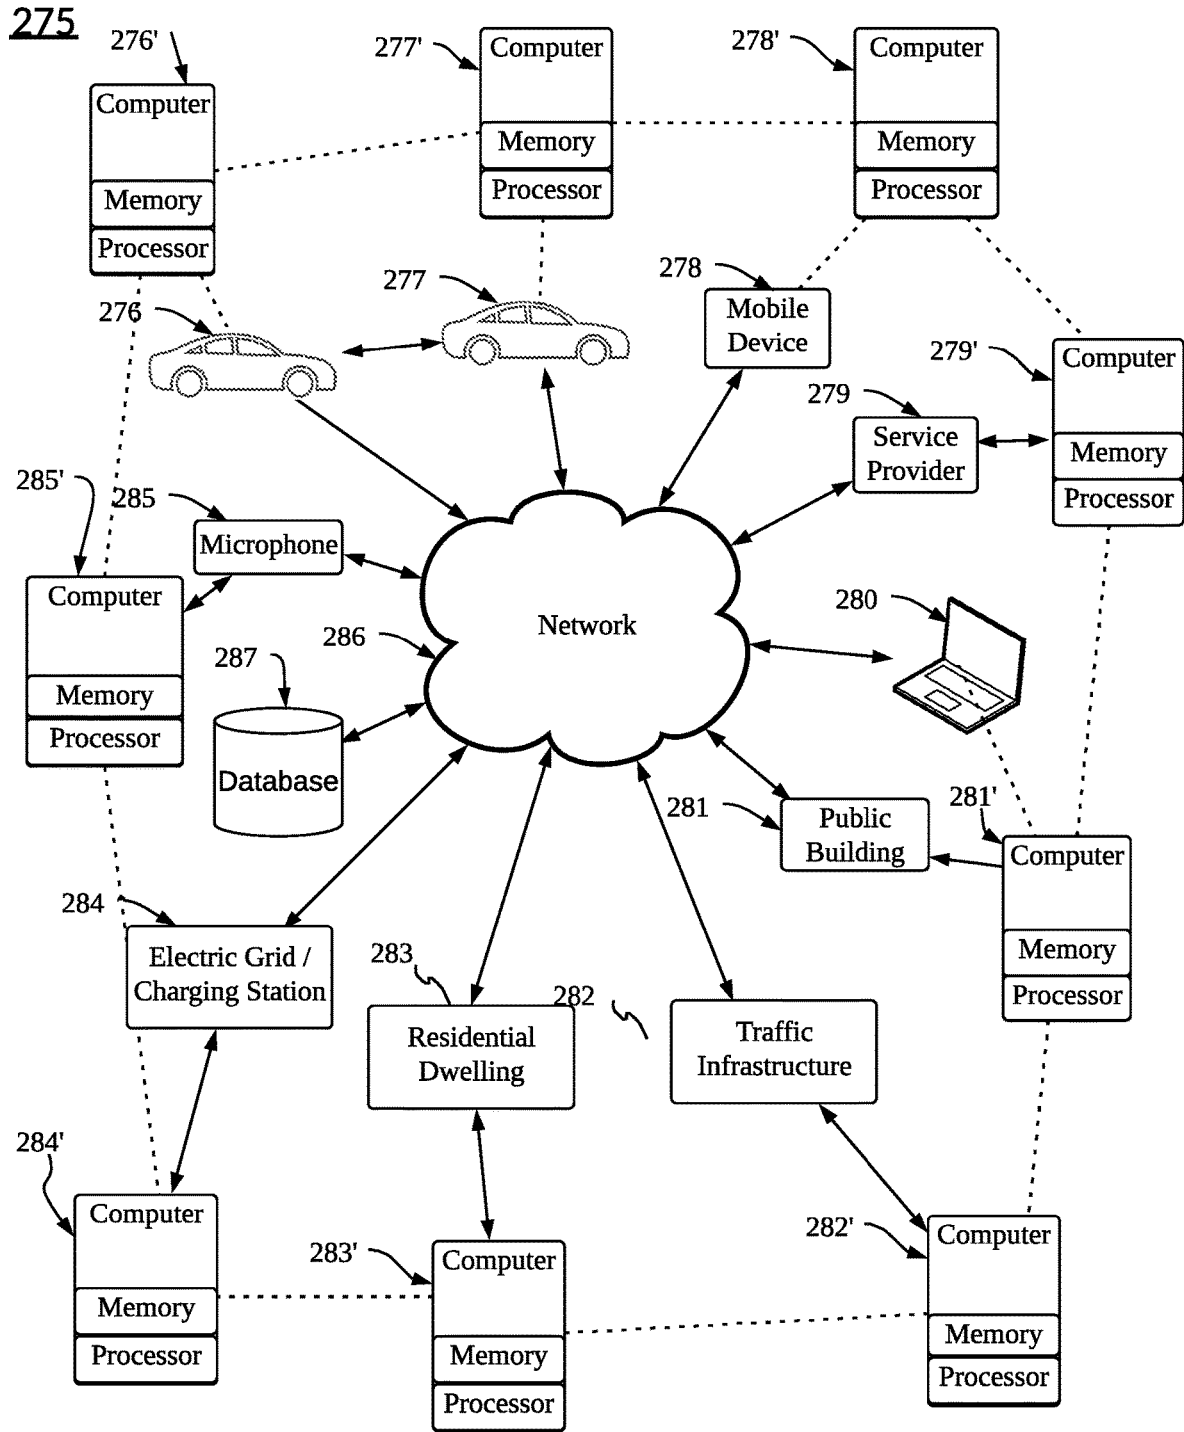 275
276'
Computer
Memory
Processor
277'
Computer
Memory
Processor
278'
Computer
Memory
Processor
276
277
278
Mobile
Device
279'
Computer
Memory
Processor
279
Service
Provider
285'
Computer
Memory
Processor
285
Microphone
Network
286
280
287
Database
281
Public
Building
281'
Computer
Memory
Processor
284
Electric Grid /
Charging Station
283
Residential
Dwelling
282
Traffic
Infrastructure
284'
Computer
Memory
Processor
283'
Computer
Memory
Processor
282'
Computer
Memory
Processor